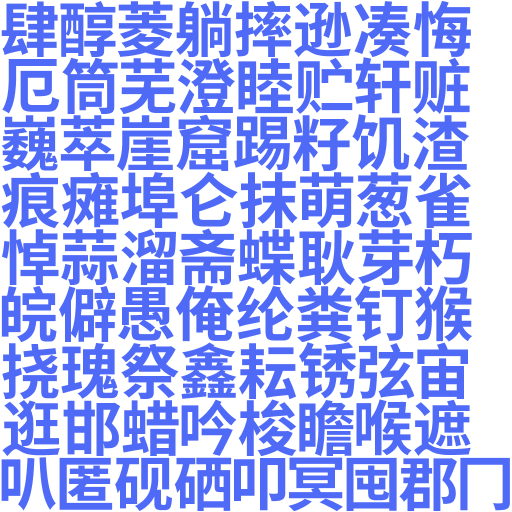 肆醇菱躺摔逊凑悔
厄筒芜澄睦贮轩赃
巍萃崖窟踢籽饥渣
痕瘫埠仑抹萌葱雀
悼蒜溜斋蝶耿芽朽
皖僻愚俺纶粪钉猴
挠瑰祭鑫耘锈弦宙
逛邯蜡吟梭瞻喉遮
叭匿砚硒叩冥囤郡冂